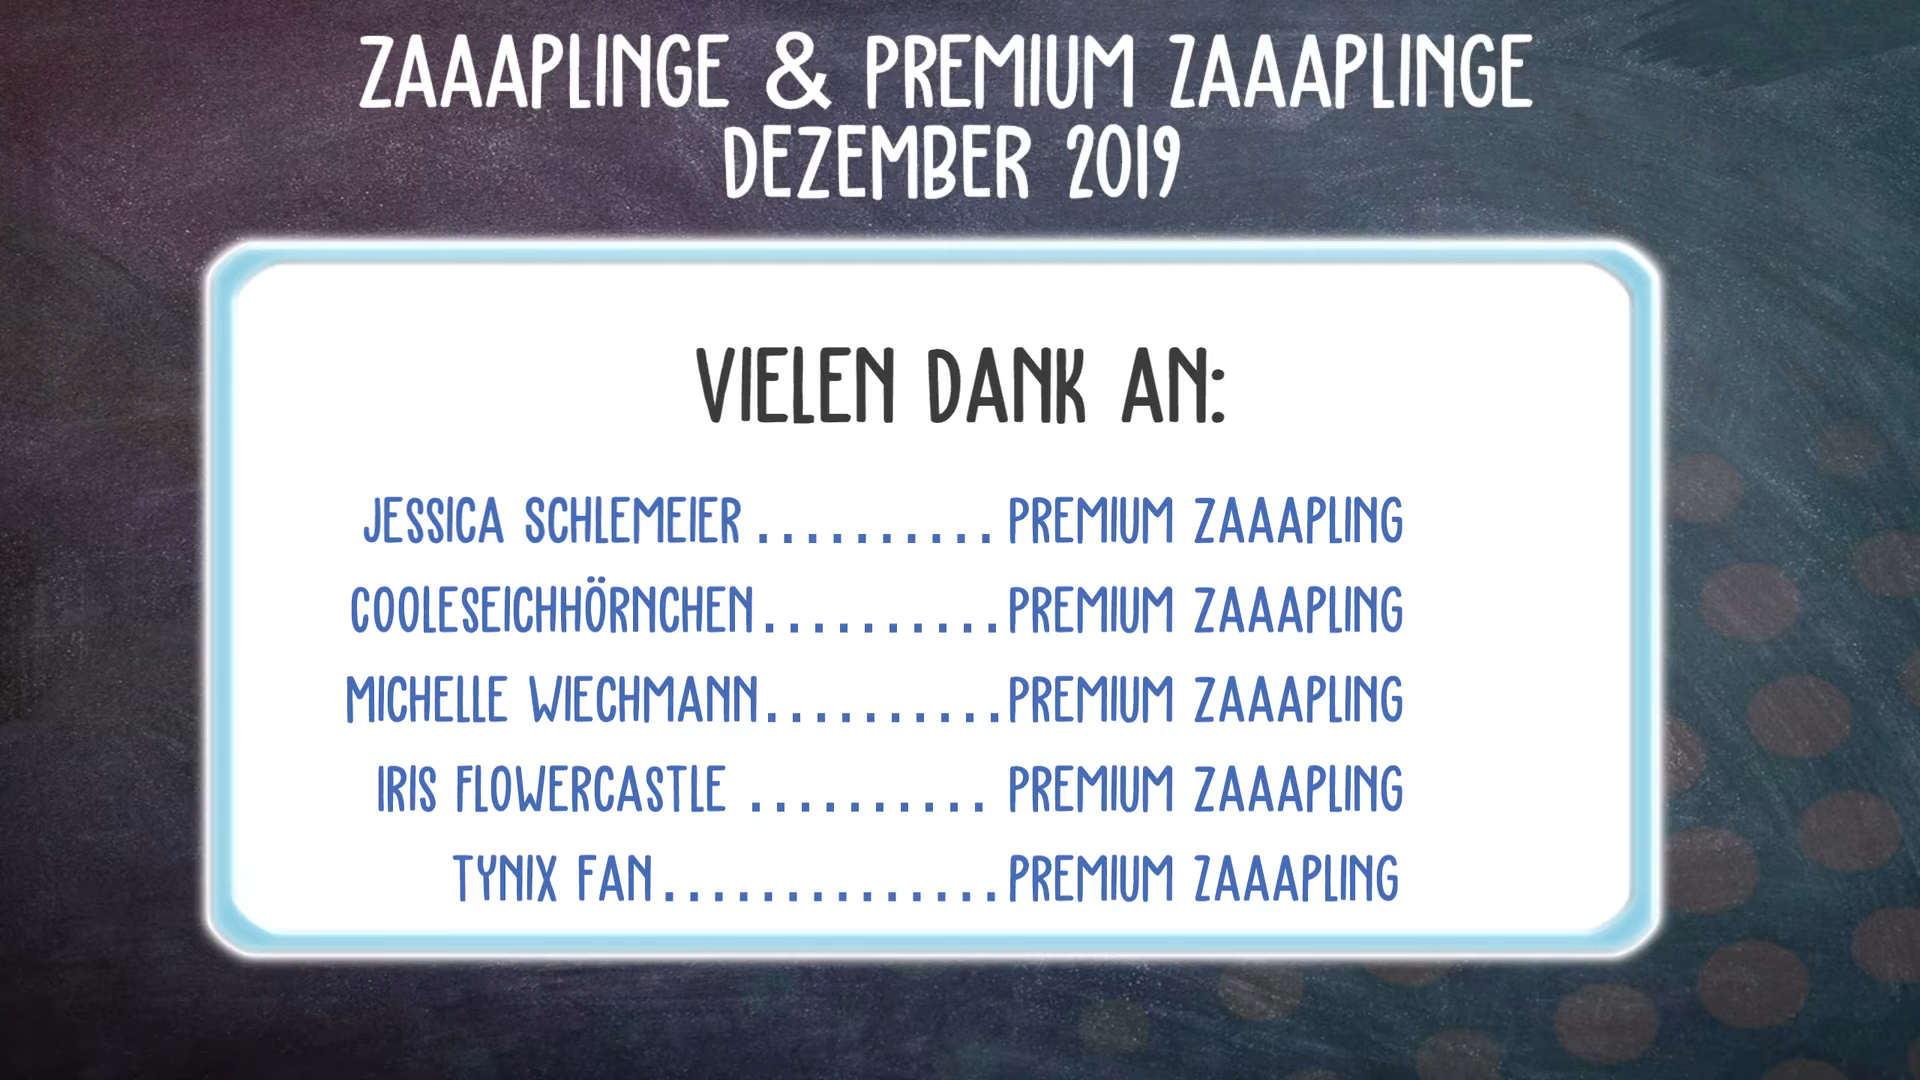 ZAAAPLINGE & PREMIUM ZAAAPLINGE
DEZEMBER 2019
VIELEN DANK AN:
JESSICA SCHLEMEIER .......... PREMIUM ZAAAPLING
COOLESEICHHÖRNCHEN..........PREMIUM ZAAAPLING
MICHELLE WIECHMANN..........PREMIUM ZAAAPLING
IRIS FLOWERCASTLE .......... PREMIUM ZAAAPLING
TYNIX FAN..............PREMIUM ZAAAPLING